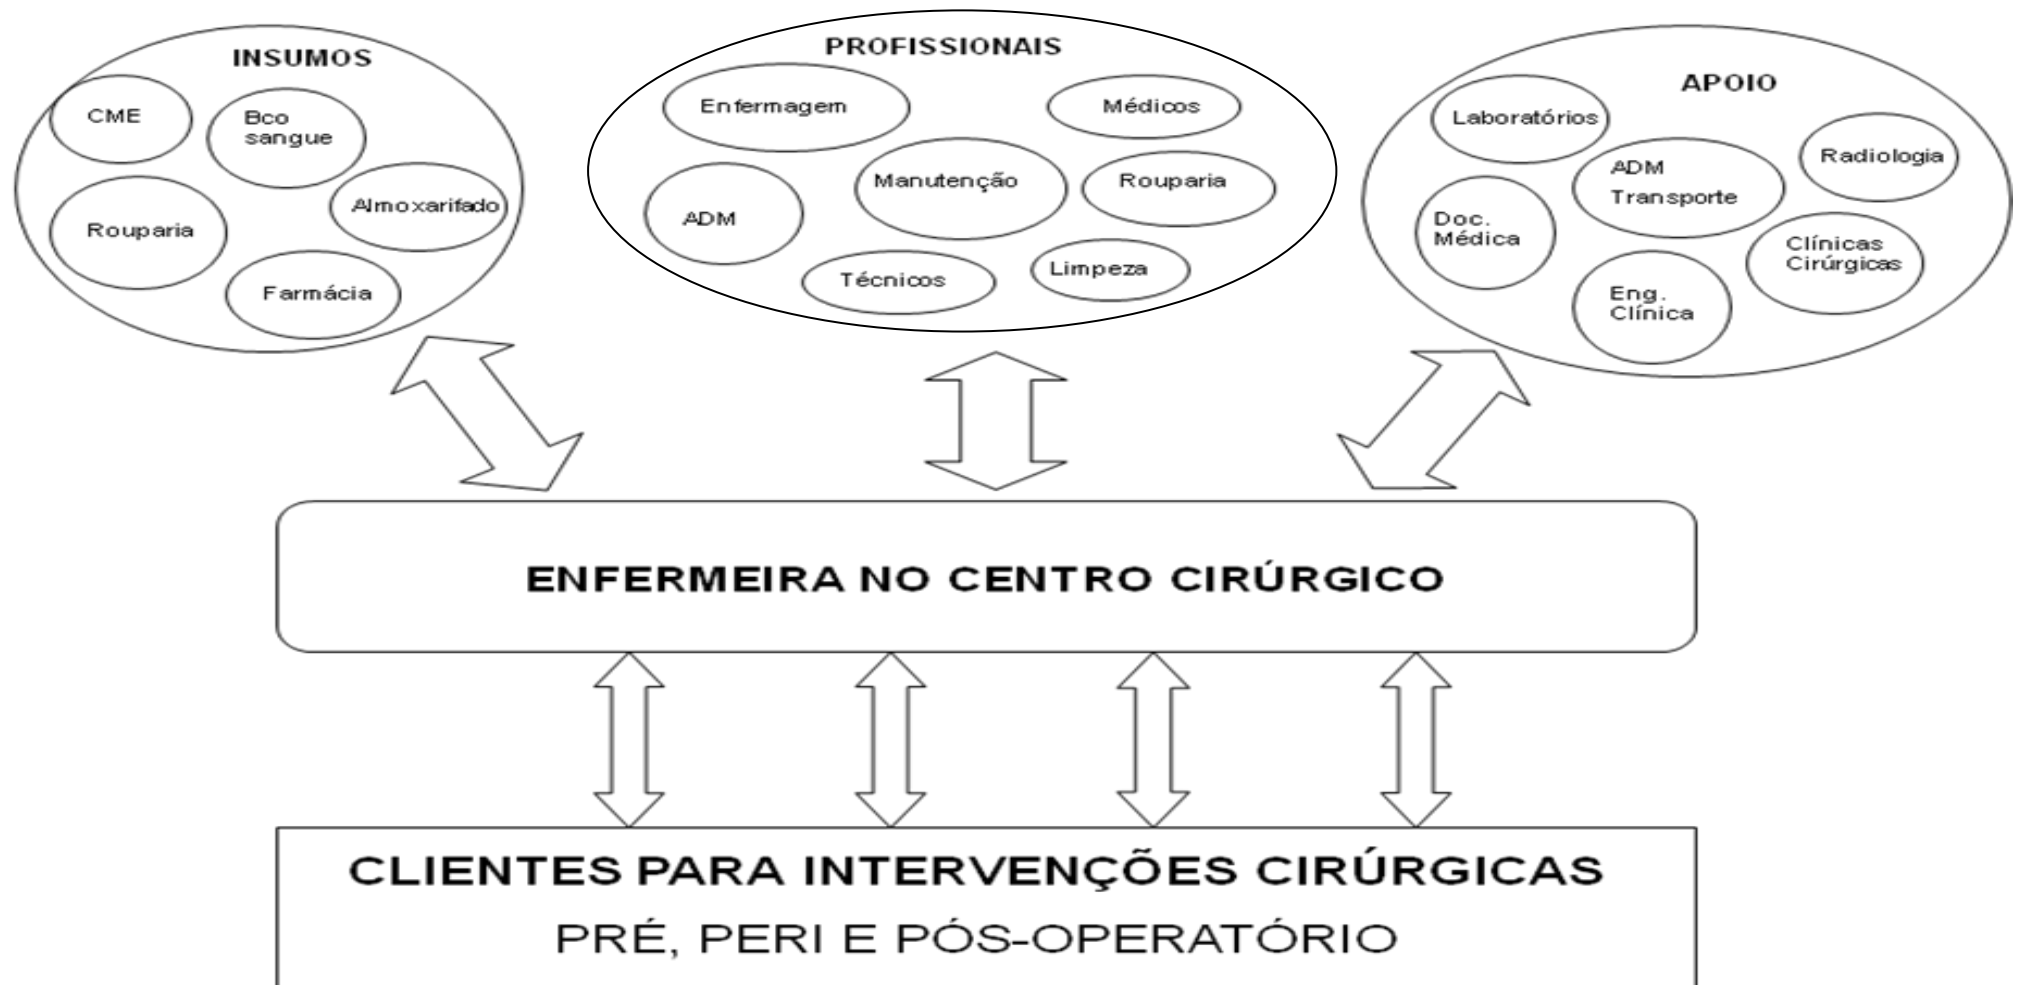 INSUMOS
CME
Bco
sangue
Almoxarifado
Rouparia
Farmácia
PROFISSIONAIS
Enfermagem
Médicos
Manutenção
Rouparia
ADM
Técnicos
Limpeza
APOIO
Laboratórios
ADM
Transporte
Radiologia
Doc.
Médica
Clínicas
Cirúrgicas
Eng.
Clínica
ENFERMEIRA NO CENTRO CIRÚRGICO
CLIENTES PARA INTERVENÇÕES CIRÚRGICAS
PRÉ, PERI E PÓS-OPERATÓRIO